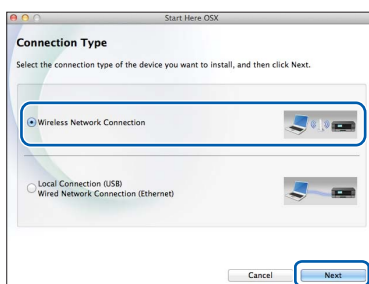 Start Here OSX
Connection Type
Select the connection type of the device you want to install, and then click Next.
Wireless Network Connection
Local Connection (USB)
Wired Network Connection (Ethernet)
Cancel
Next